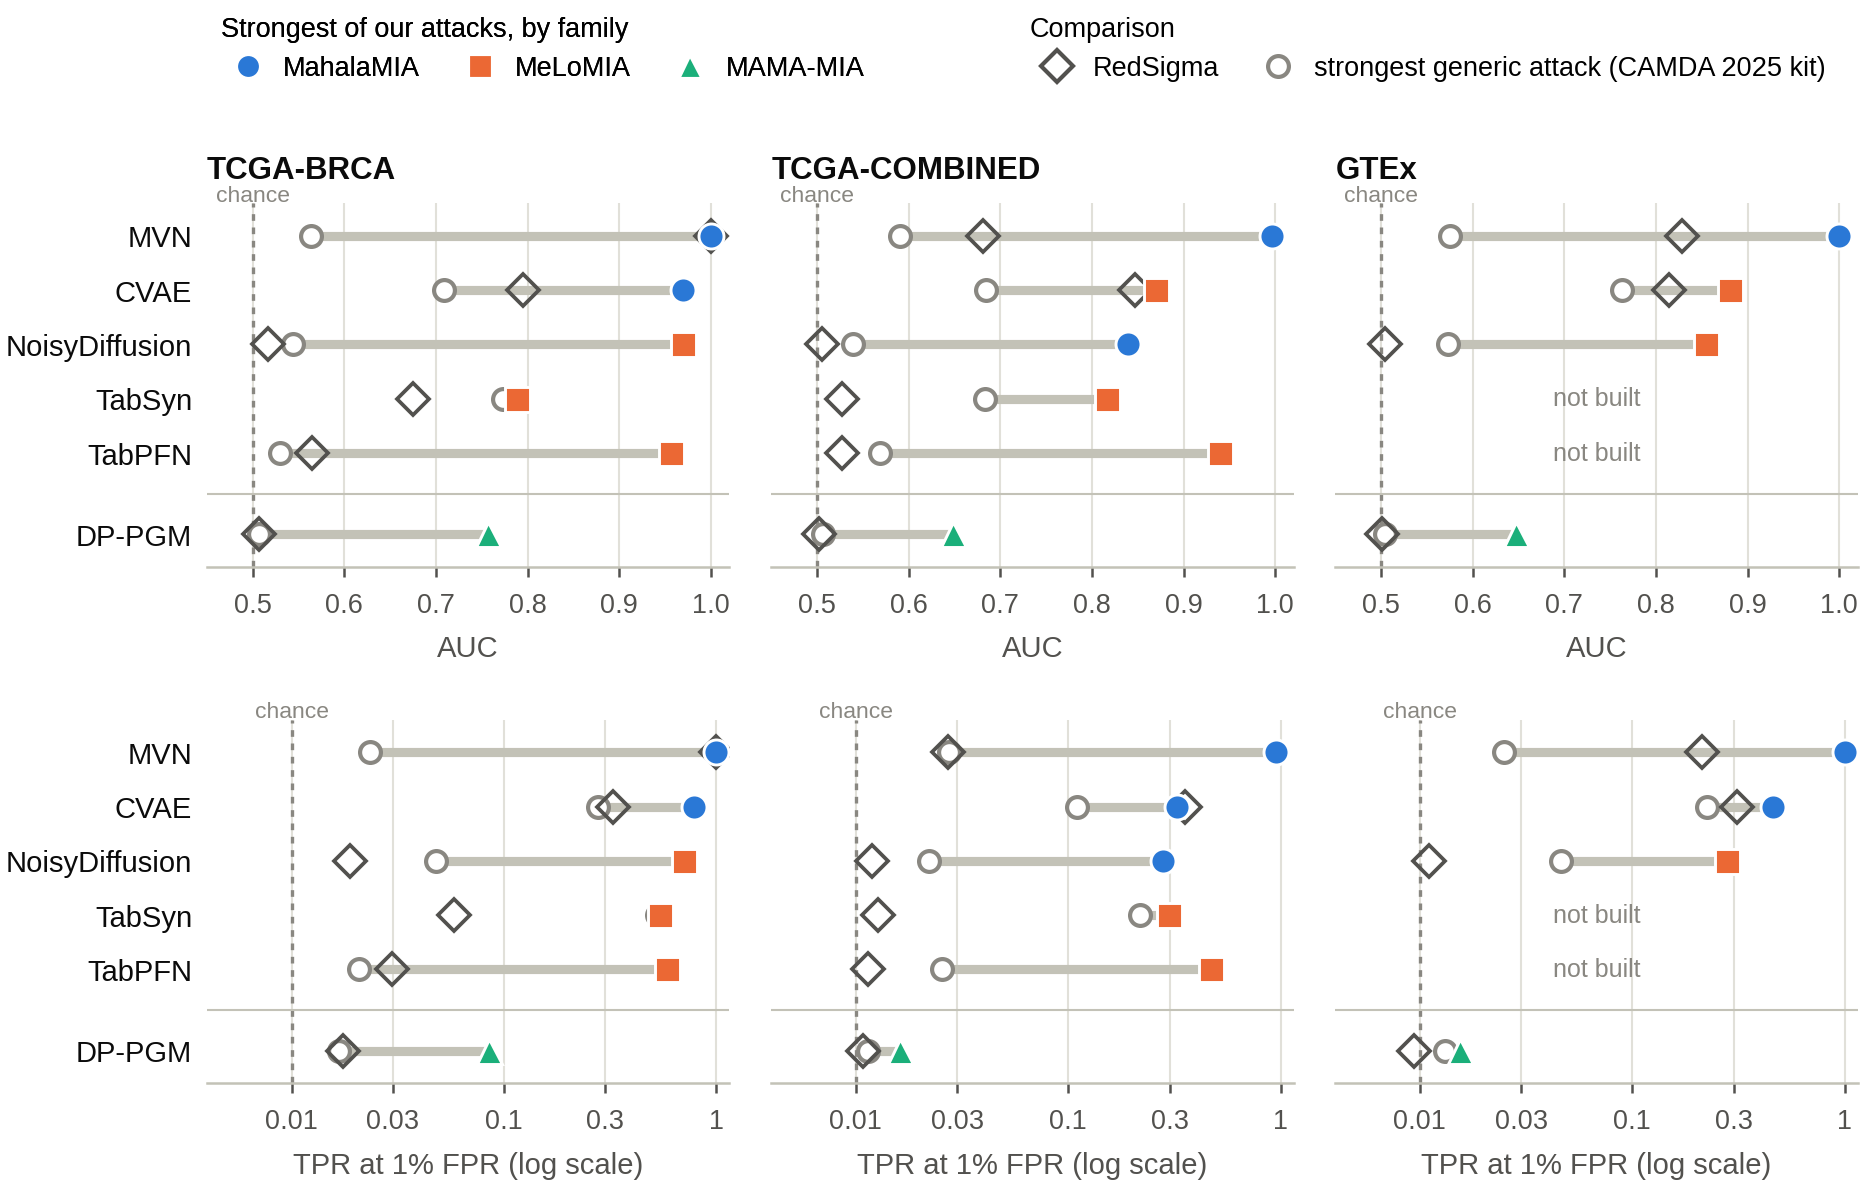 Strongest of our attacks, by family
Comparison
MahalaMIA MeLoMIA MAMA-MIA RedSigma strongest generic attack (CAMDA 2025 kit)
TCGA-BRCA TCGA-COMBINED GTEx
chance chance chance
MVN
CVAE
NoisyDiffusion
TabSyn not built
TabPFN not built
DP-PGM
0.5 0.6 0.7 0.8 0.9 1.0 0.5 0.6 0.7 0.8 0.9 1.0 0.5 0.6 0.7 0.8 0.9 1.0
AUC AUC AUC
chance chance chance
MVN
CVAE
NoisyDiffusion
TabSyn not built
TabPFN not built
DP-PGM
0.01 0.03 0.1 0.3 1 0.01 0.03 0.1 0.3 1 0.01 0.03 0.1 0.3 1
TPR at 1% FPR (log scale) TPR at 1% FPR (log scale) TPR at 1% FPR (log scale)